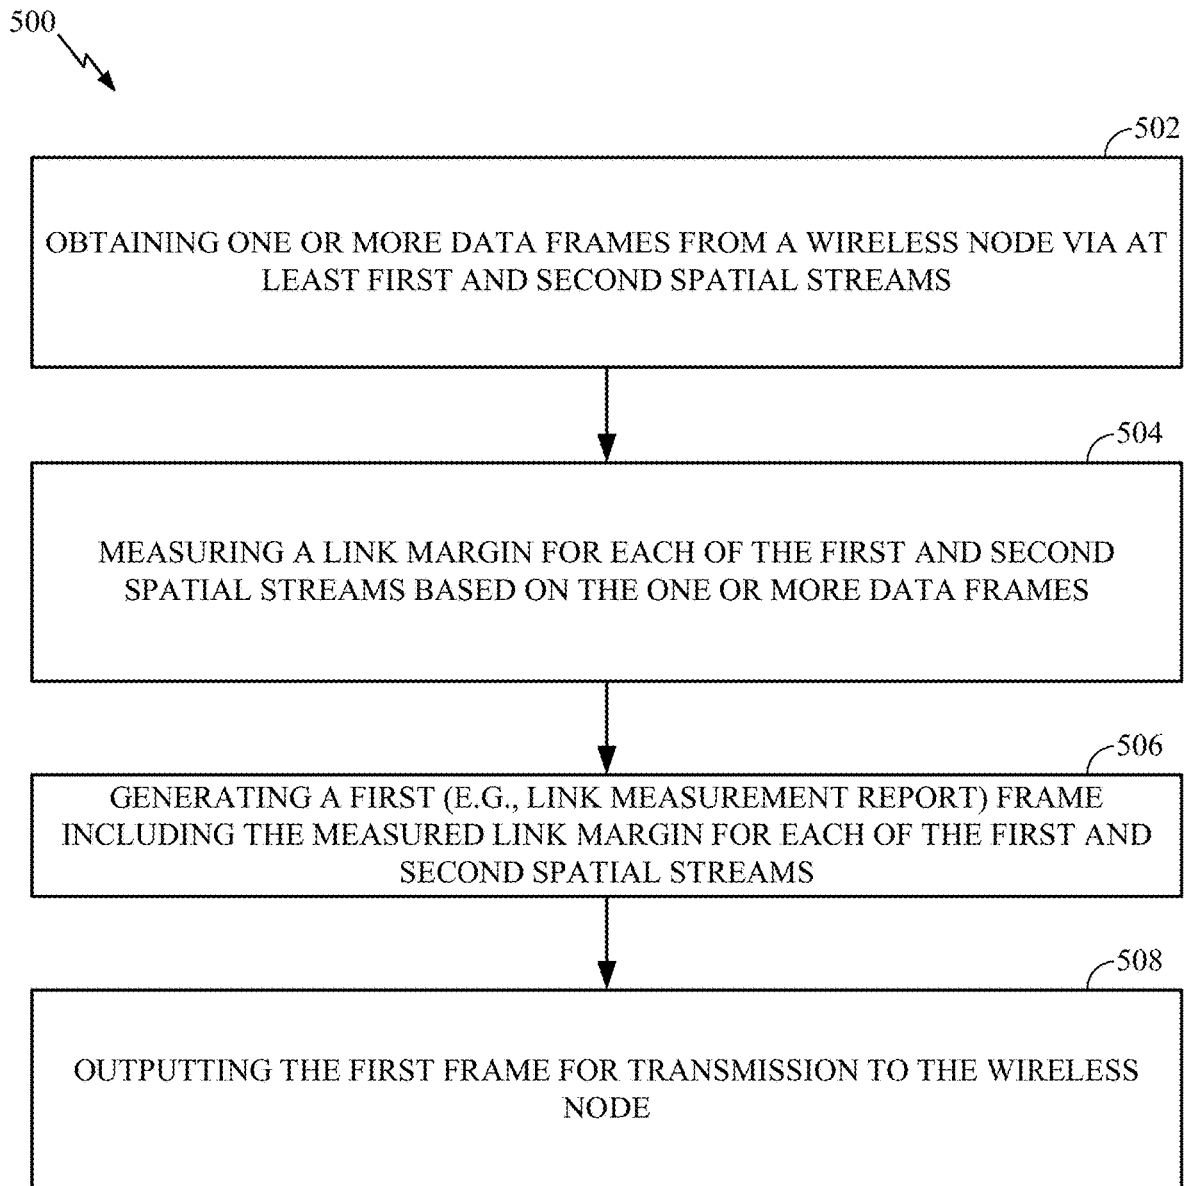 500
502
OBTAINING ONE OR MORE DATA FRAMES FROM A WIRELESS NODE VIA AT
LEAST FIRST AND SECOND SPATIAL STREAMS
504
MEASURING A LINK MARGIN FOR EACH OF THE FIRST AND SECOND
SPATIAL STREAMS BASED ON THE ONE OR MORE DATA FRAMES
506
GENERATING A FIRST (E.G., LINK MEASUREMENT REPORT) FRAME
INCLUDING THE MEASURED LINK MARGIN FOR EACH OF THE FIRST AND
SECOND SPATIAL STREAMS
508
OUTPUTTING THE FIRST FRAME FOR TRANSMISSION TO THE WIRELESS
NODE